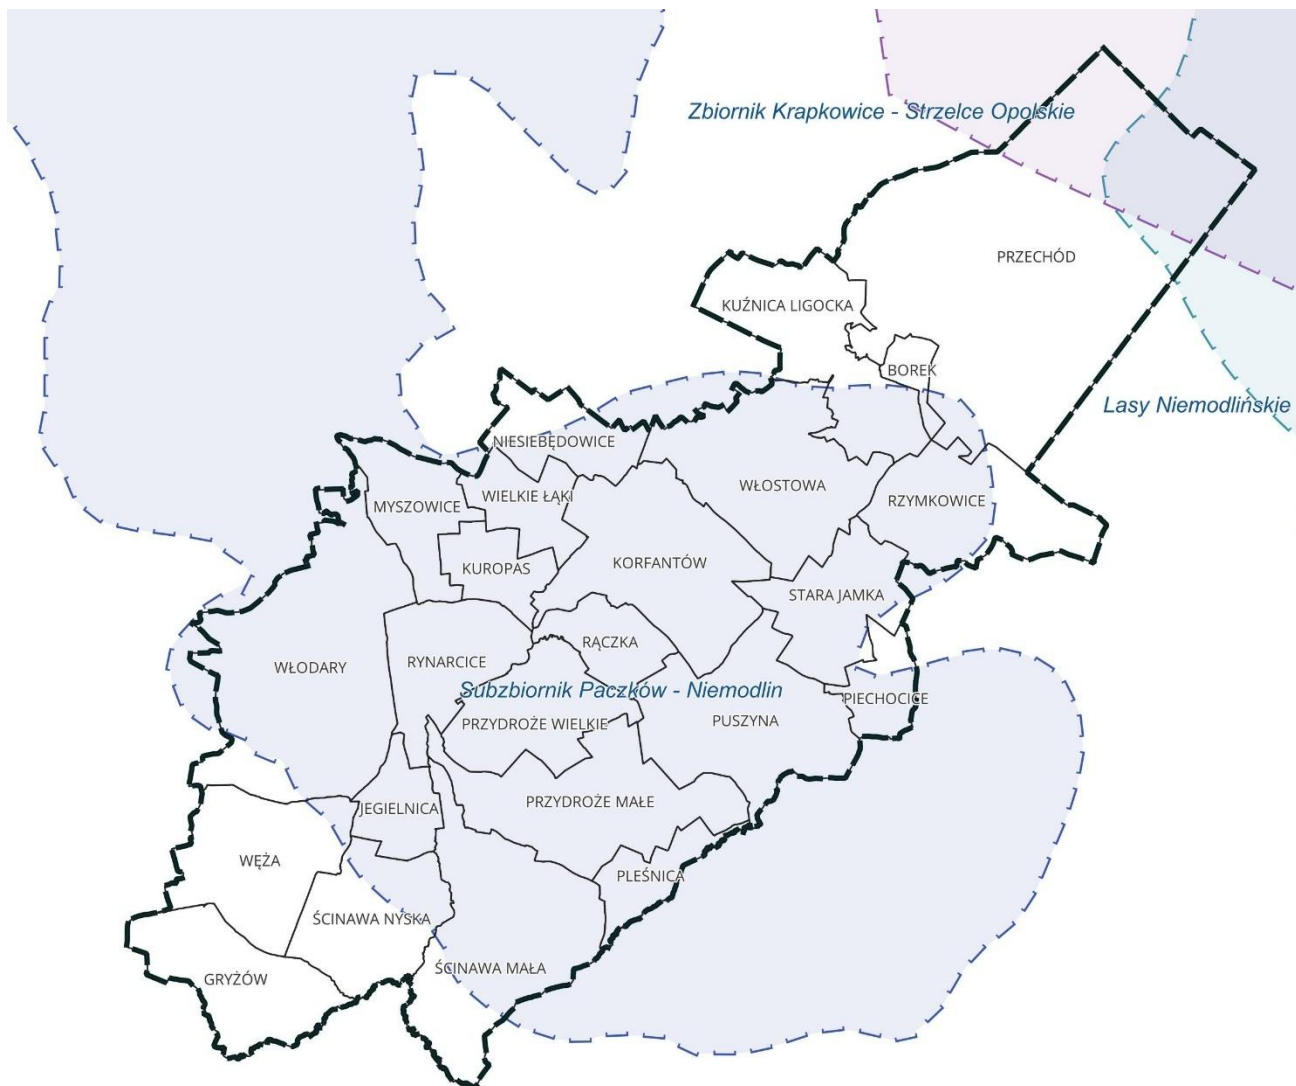 Zbiornik Krapkowice - Strzelce Opolskie
PRZECHÓD
KUŹNICA LIGOCKA
BOREK
Lasy Niemodlińskie
NIESIEBĘDOWICE
WIELKIE ŁĄKI
WŁOSTOWA
RZYMKOWICE
MYSZOWICE
KUROPAS
KORFANTÓW
STARA JAMKA
RĄCZKA
WŁODARY
RYNARCICE
Subzbiornik Paczków - Niemodlin
PIECHOCICE
PRZYDROŻE WIELKIE
PUSZYNA
JEGIELNICA
PRZYDROŻE MAŁE
WĘŻA
PLEŚNICA
ŚCINAWA NYSKA
ŚCINAWA MAŁA
GRYŻÓW